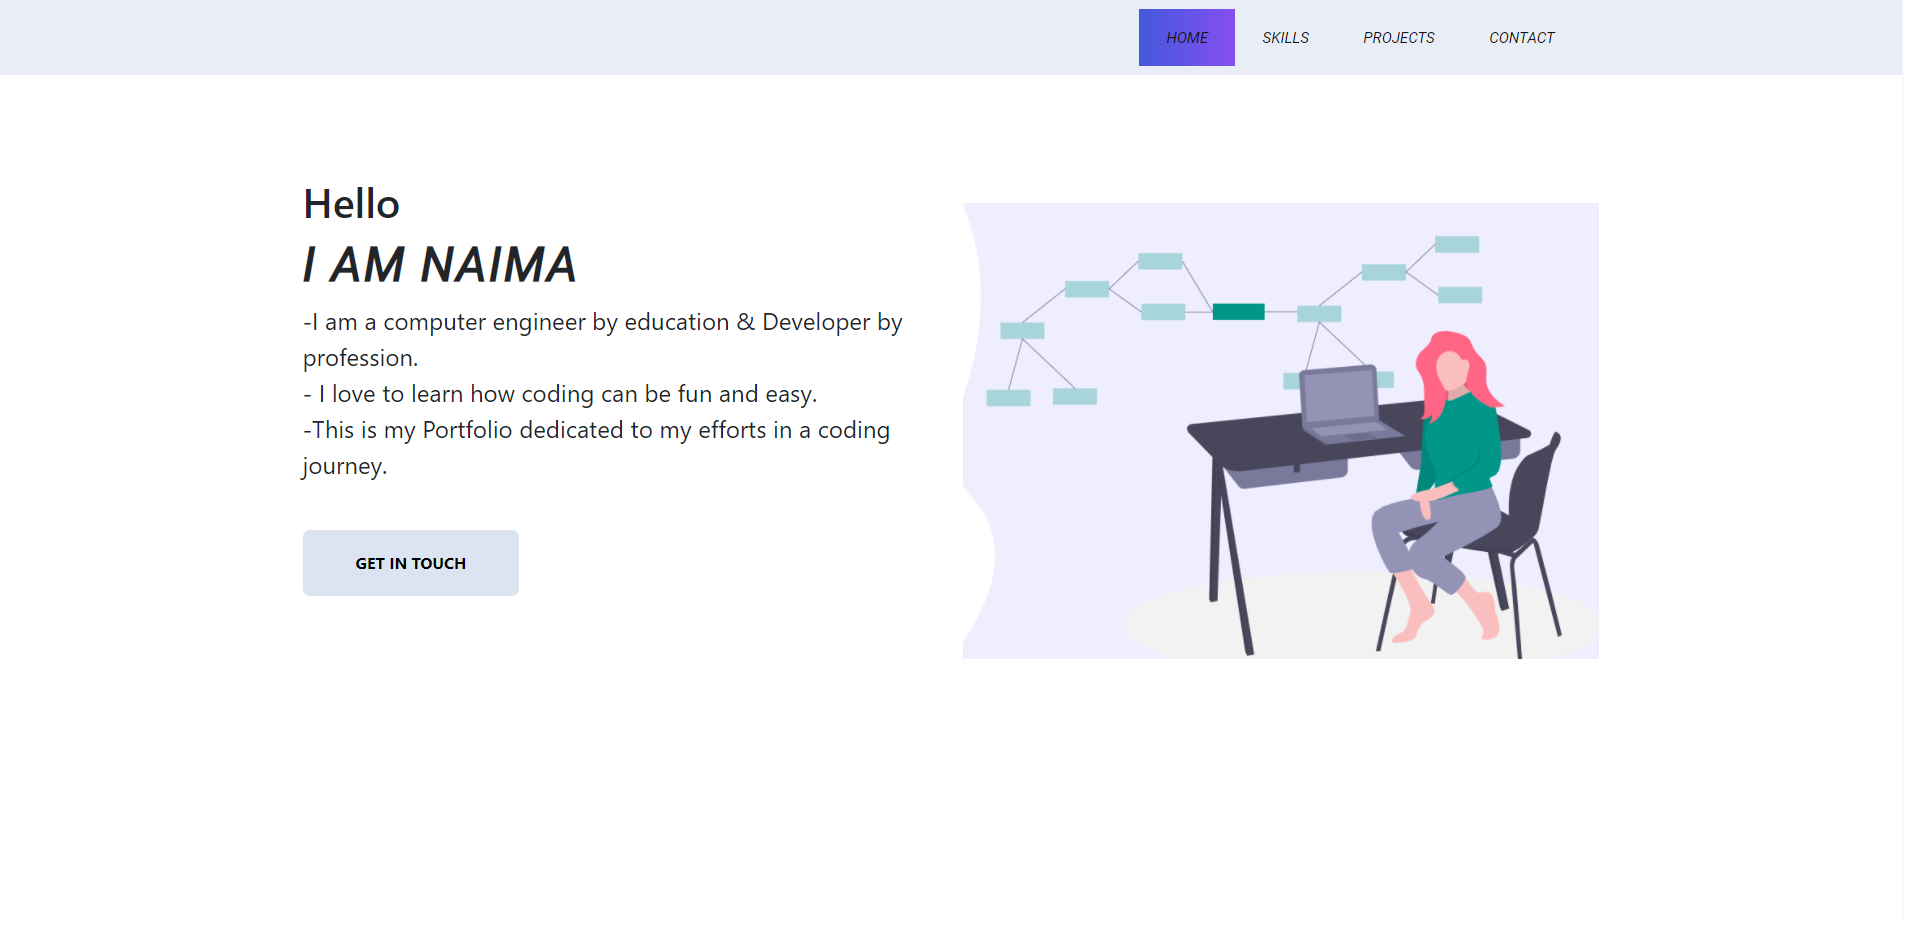 HOME SKILLS PROJECTS CONTACT
Hello
I AM NAIMA
-I am a computer engineer by education & Developer by
profession.
- I love to learn how coding can be fun and easy.
-This is my Portfolio dedicated to my efforts in a coding
journey.
GET IN TOUCH